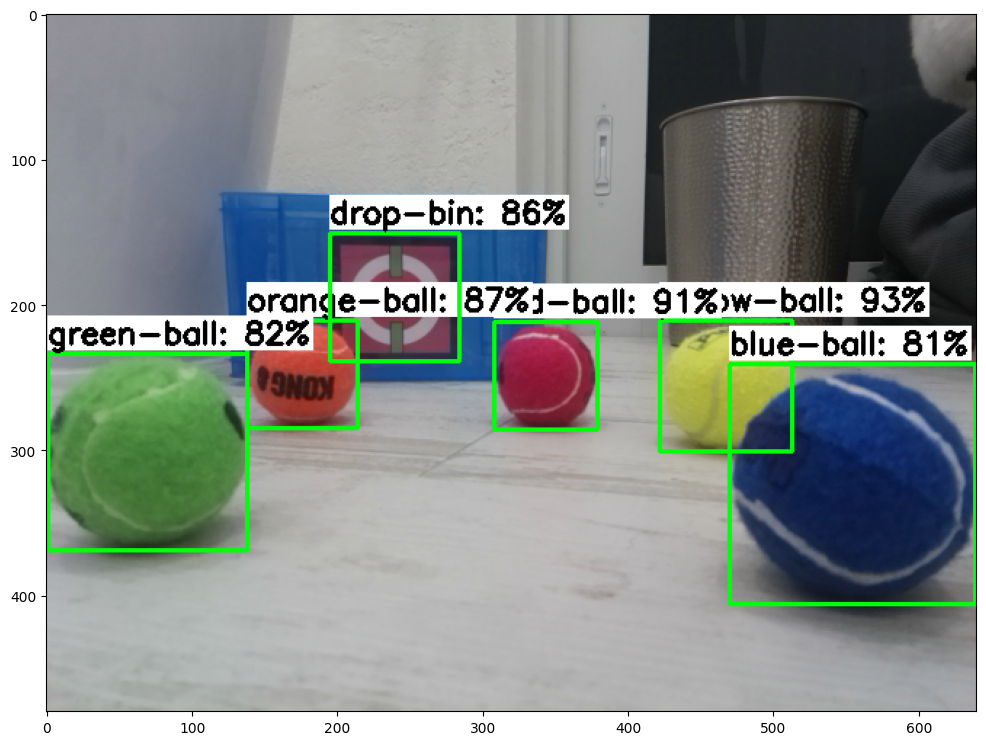 0
100
drop-bin: 86%
200
orange-ball: 87%
d-ball: 91%
w-ball: 93%
green-ball: 82%
blue-ball: 81%
KONG
300
400
0 100 200 300 400 500 600